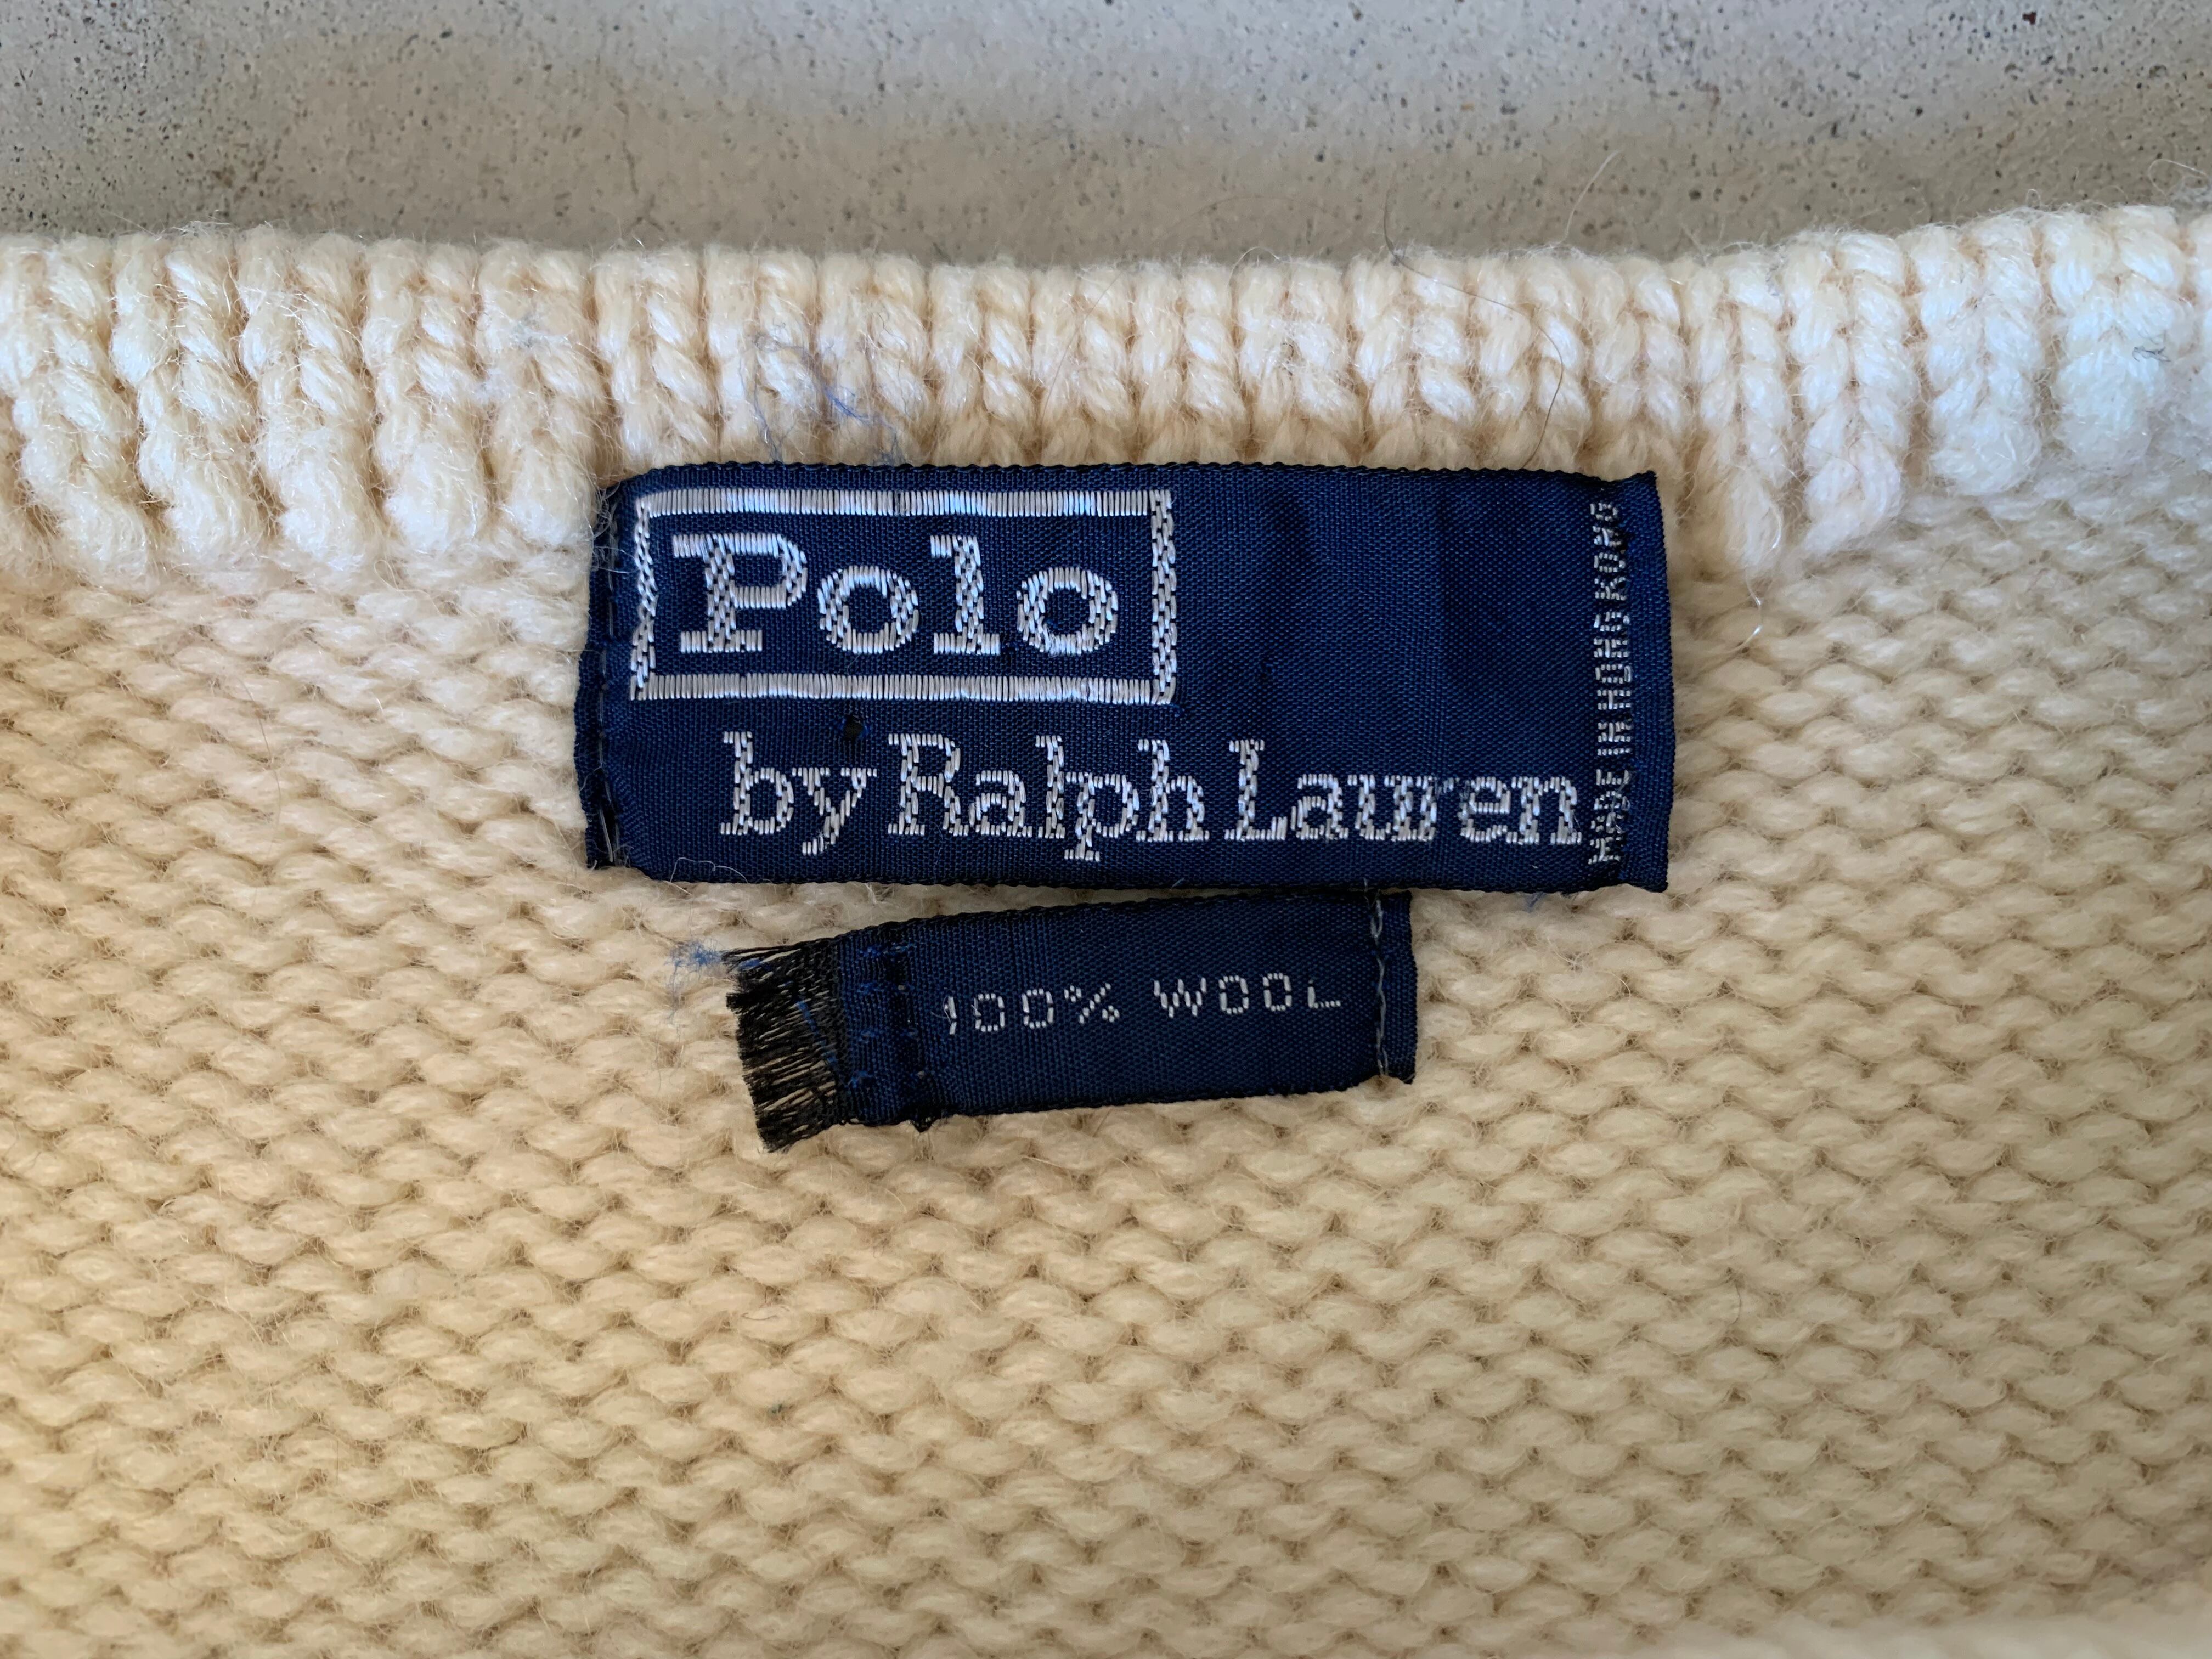 Polo
by Ralph Lauren
MADE IN HONG KONG
100% WOOL